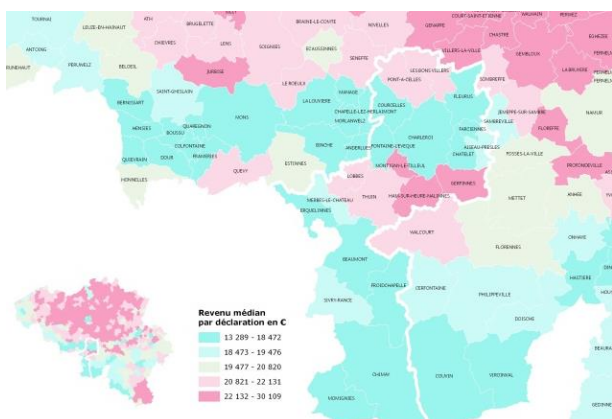 TOURNAI
ATH
BRUGELETTE
BRAINE-LE-COMTE
NIVELLES
GENAPPE
COURT-SAINT-ETIENNE
WALHAIN
PERWEZ
LEUZE-EN-HAINAUT
CHASTRE
EGHEZEE
ANTOING
CHIEVRES
LENS
SOIGNIES
ECAUSSINNES
VILLERS-LA-VILLE
GEMBLOUX
BELOEIL
SENEFFE
LES BONS VILLERS
PERUWELZ
JURBISE
PONT-A-CELLES
SOMBREFFE
LA BRUYERE
SAINT-GHISLAIN
LE ROEULX
MANAGE
FLEURUS
JEMEPPE-SUR-SAMBRE
BERNISSART
LA LOUVIERE
COURCELLES
NAMUR
MONS
CHAPELLE-LEZ-HERLAIMONT
SAMBREVILLE
QUAREGNON
MORLANWELZ
FARCIENNES
FLOREFFE
HENSIES
BOUSSU
CHARLEROI
COLFONTAINE
BINCHE
ANDERLUES
FONTAINE-L'EVEQUE
AISEAU-PRESLES
QUIEVRAIN
DOUR
FRAMERIES
CHATELET
FOSSES-LA-VILLE
ESTINNES
MONTIGNY-LE-TILLEUL
PROFONDEVILLE
QUEVY
LOBBES
GERPINNES
HONNELLES
THUIN
HAM-SUR-HEURE-NALINNES
METTET
ANHEE
MERBES-LE-CHATEAU
ERQUELINNES
WALCOURT
ONHAYE
BEAUMONT
FLORENNES
FROIDCHAPELLE
HASTIERE
CERFONTAINE
SIVRY-RANCE
PHILIPPEVILLE
DOISCHE
Revenu médian
par déclaration en €
13 289 - 18 472
18 473 - 19 476
19 477 - 20 820
20 821 - 22 131
22 132 - 30 109
CHIMAY
COUVIN
VIROINVAL
MOMIGNIES